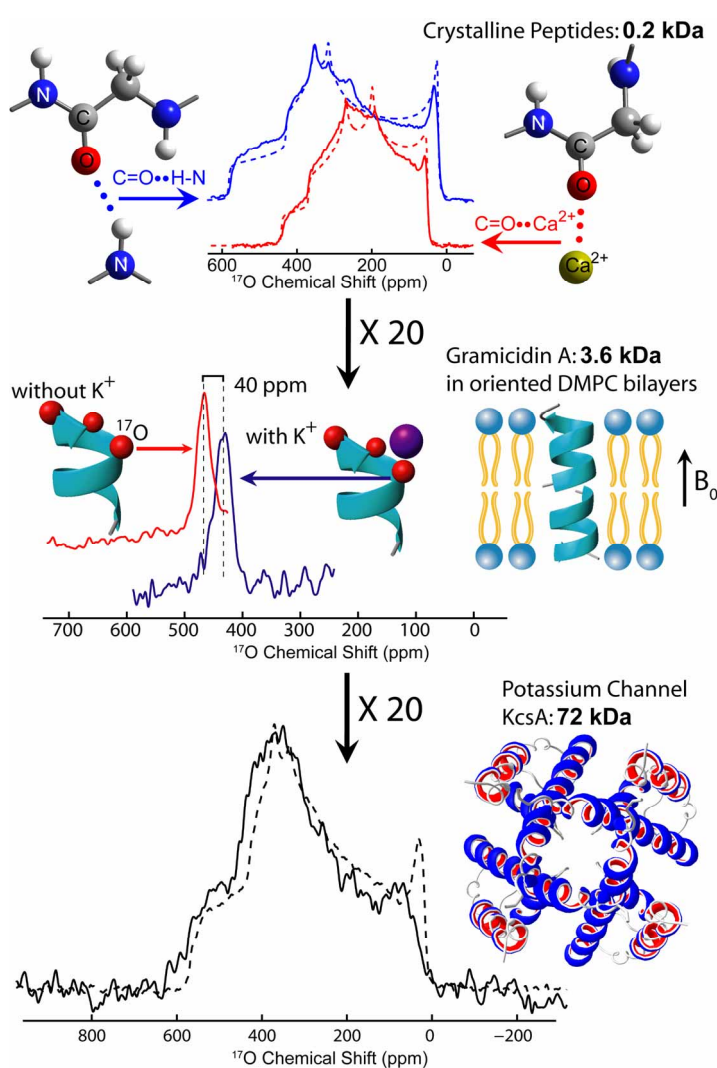 Crystalline Peptides: 0.2 kDa
N
C
N
O
C=O••H-N
N
N
C
O
C=O••Ca2+
Ca2+
600 400 200 0
17O Chemical Shift (ppm)
X 20
Gramicidin A: 3.6 kDa
in oriented DMPC bilayers
without K+
40 ppm
17O
with K+
B0
700 600 500 400 300 200 100 0
17O Chemical Shift (ppm)
X 20
Potassium Channel
KcsA: 72 kDa
800 600 400 200 0 −200
17O Chemical Shift (ppm)